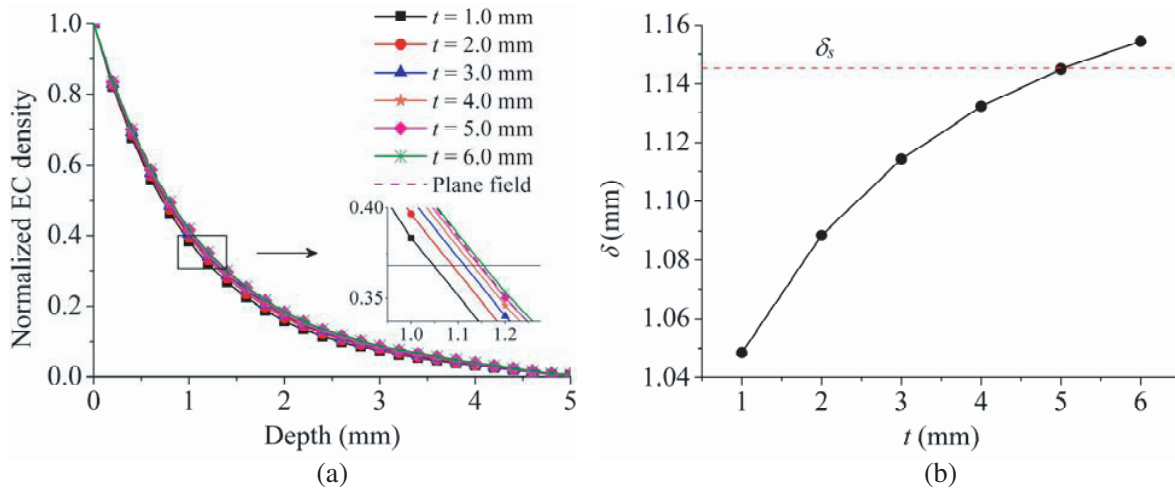 Normalized EC density
1.0
0.8
0.6
0.4
0.2
0.0
0 1 2 3 4 5
Depth (mm)
t = 1.0 mm
t = 2.0 mm
t = 3.0 mm
t = 4.0 mm
t = 5.0 mm
t = 6.0 mm
Plane field
0.40
0.35
1.0 1.1 1.2
(a)
δ (mm)
1.16
1.14
1.12
1.10
1.08
1.06
1.04
δs
1 2 3 4 5 6
t (mm)
(b)